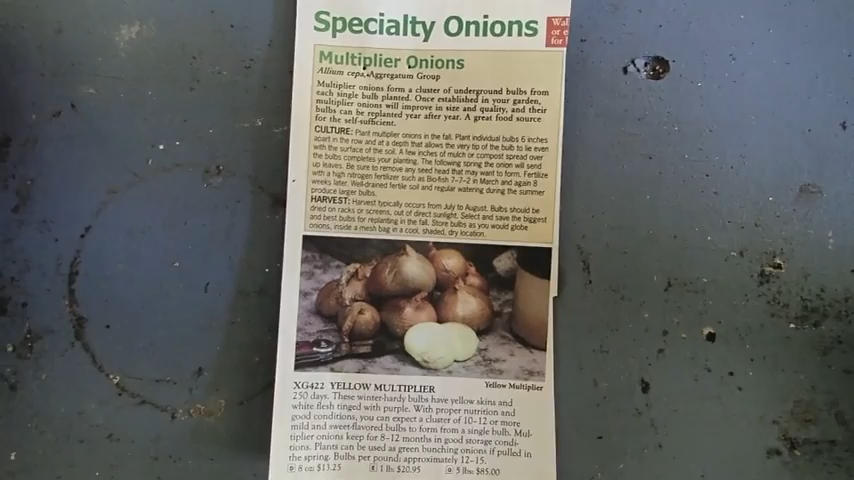 Specialty Onions
Wal
or e
for
Multiplier Onions
Allium cepa, Aggregatum Group
Multiplier onions form a cluster of underground bulbs from
each single bulb planted. Once established in your garden,
multiplier onions will improve in size and quality, and their
bulbs can be replanted year after year. A great food source
for the self-sufficient.
CULTURE: Plant multiplier onions in the fall. Plant individual bulbs 6 inches
apart in the row and at a depth that allows the very tip of the bulb to lie even
with the surface of the soil. A few inches of mulch or compost spread over
the bulbs completes your planting. The following spring the onion will send
up leaves. Be sure to remove any seed head that may want to form. Fertilize
with a high nitrogen fertilizer such as Bio-fish 7-7-2 in March and again 8
weeks later. Well-drained fertile soil and regular watering during the summer
produce larger bulbs.
HARVEST: Harvest typically occurs from July to August. Bulbs should be
dried on racks or screens, out of direct sunlight. Select and save the biggest
and best bulbs for replanting in the fall. Store bulbs as you would globe
onions, inside a mesh bag in a cool, shaded, dry location.
Yellow Multiplier
XG422 YELLOW MULTIPLIER
250 days. These winter-hardy bulbs have yellow skins and
white flesh tinged with purple. With proper nutrition and
good conditions, you can expect a cluster of 10-12 or more
mild and sweet-flavored bulbs to form from a single bulb. Mul-
tiplier onions keep for 8-12 months in good storage condi-
tions. Plants can be used as green bunching onions if pulled in
the spring. Bulbs per pound: approximately 12-15.
D 8 oz: $13.25 E 1 lb: $20.95 G 5 lbs: $85.00